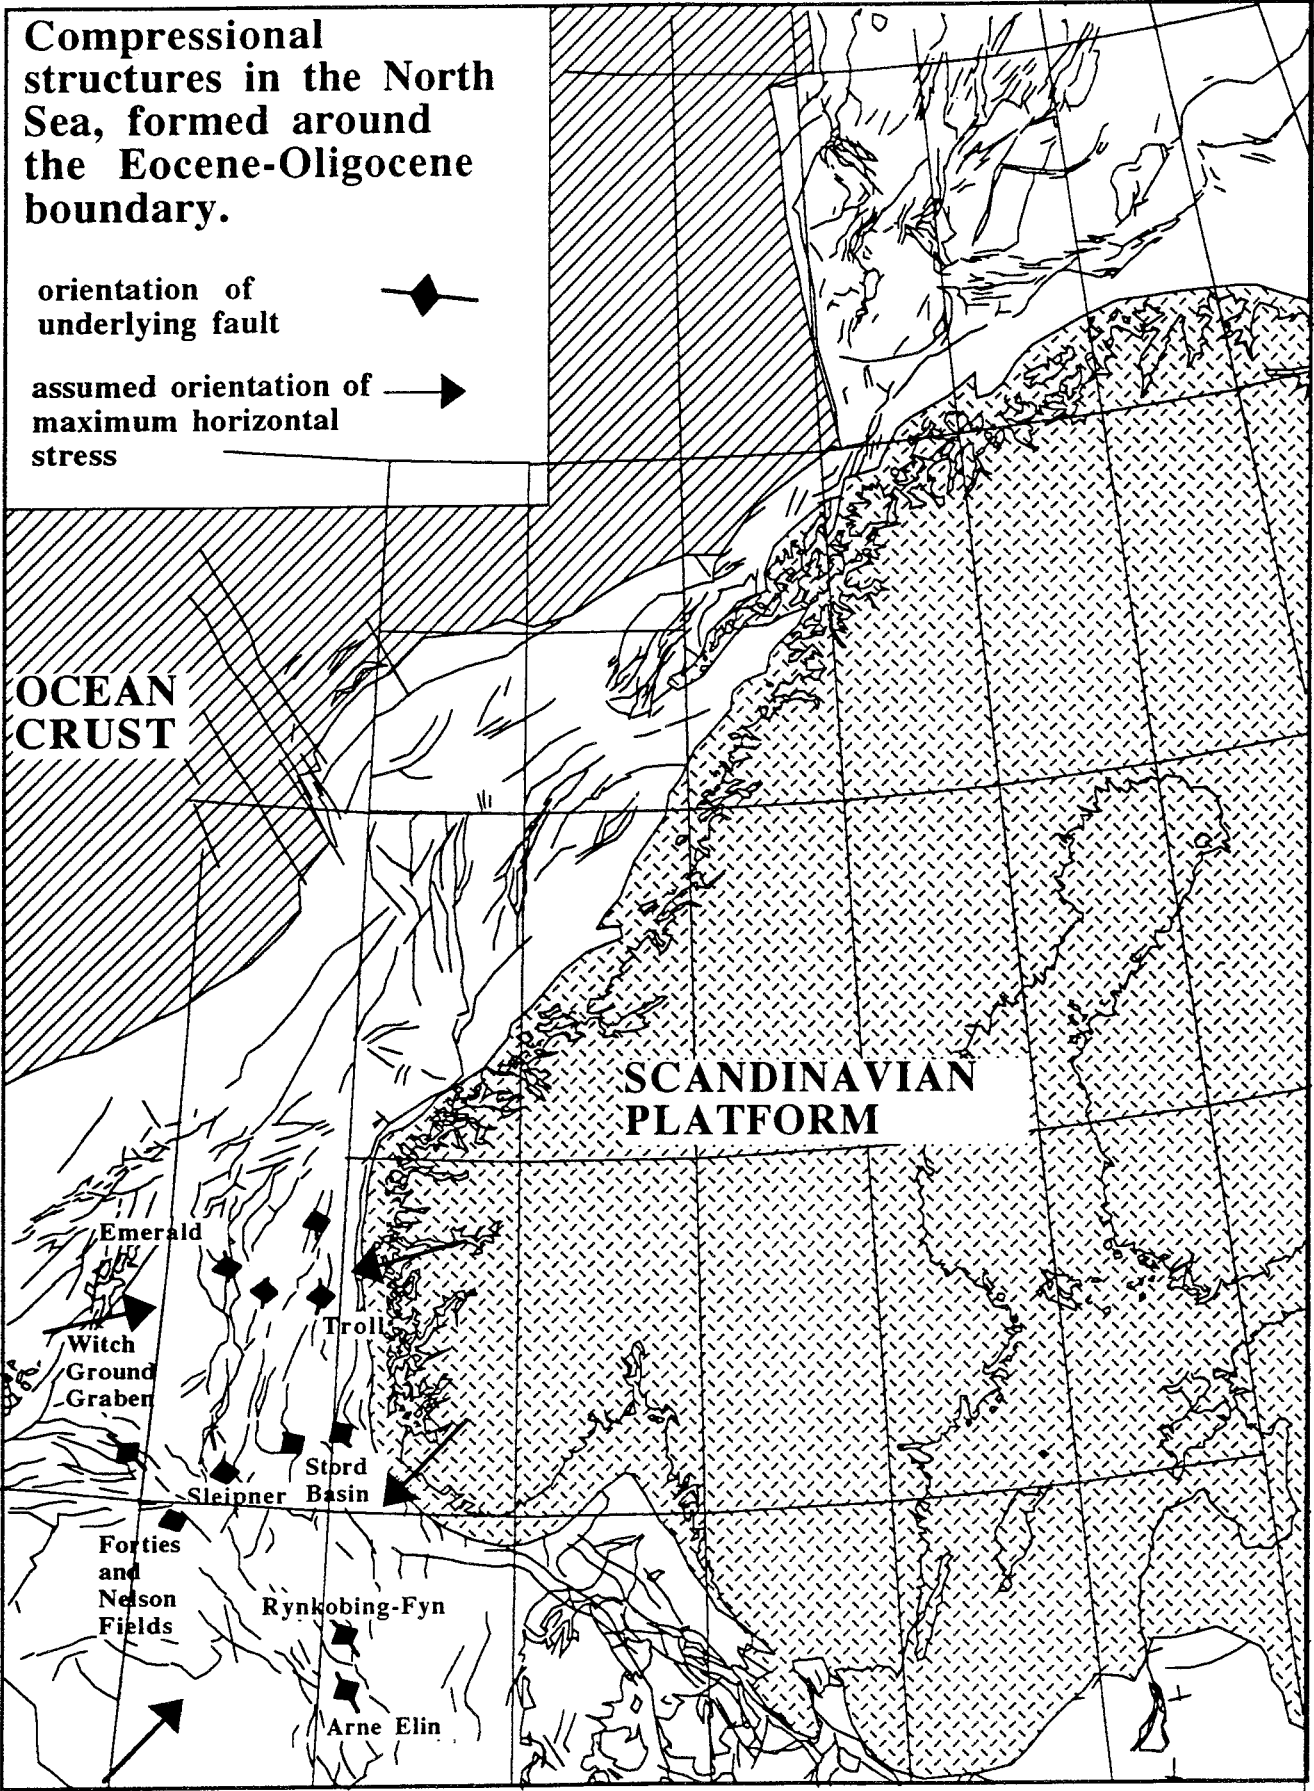 Compressional
structures in the North
Sea, formed around
the Eocene-Oligocene
boundary.
orientation of
underlying fault
assumed orientation of
maximum horizontal
stress
OCEAN
CRUST
SCANDINAVIAN
PLATFORM
Emerald
Troll
Witch
Ground
Graben
Stord
Basin
Sleipner
Forties
and
Nelson
Fields
Rynkobing-Fyn
Arne Elin